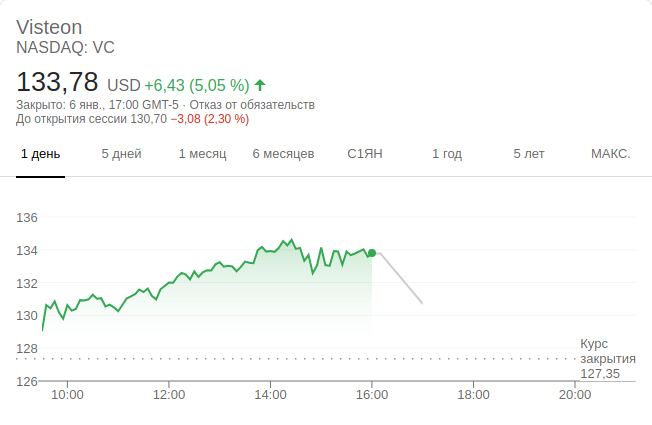 Visteon
NASDAQ: VC
133,78 USD +6,43 (5,05 %)
Закрыто: 6 янв., 17:00 GMT-5 · Отказ от обязательств
До открытия сессии 130,70 −3,08 (2,30 %)
1 день 5 дней 1 месяц 6 месяцев С1ЯН 1 год 5 лет МАКС.
136
134
132
130
128
126
Курс
закрытия
127,35
10:00 12:00 14:00 16:00 18:00 20:00